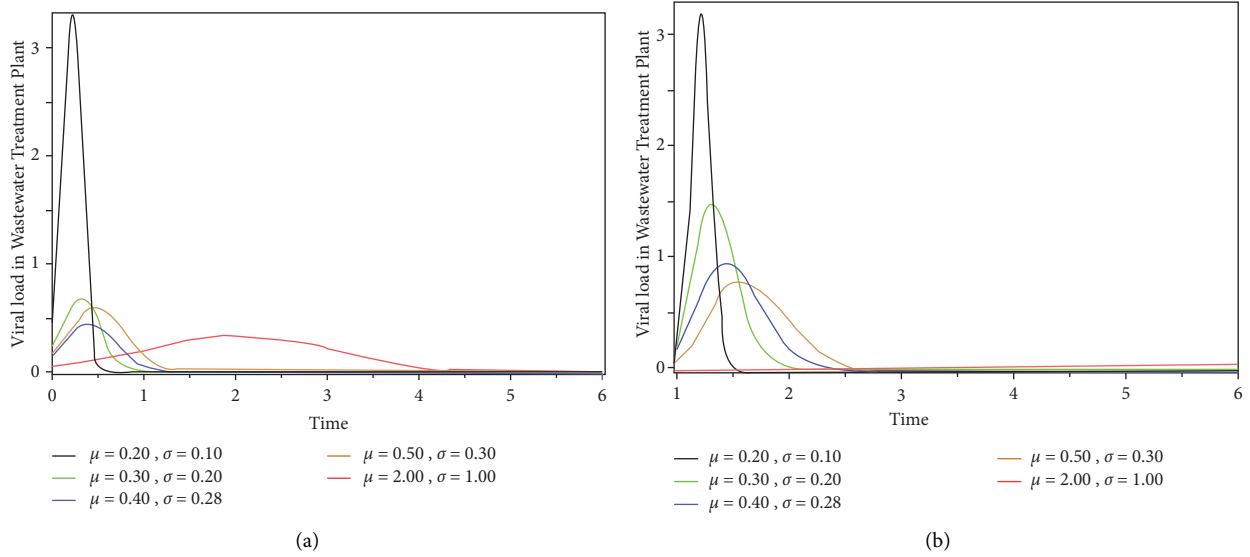 Viral load in Wastewater Treatment Plant
3
2
1
0
0
1
2
3
4
5
6
Time
μ = 0.20 , σ = 0.10
μ = 0.30 , σ = 0.20
μ = 0.40 , σ = 0.28
μ = 0.50 , σ = 0.30
μ = 2.00 , σ = 1.00
(a)
Viral load in Wastewater Treatment Plant
3
2
1
0
1
2
3
4
5
6
Time
μ = 0.20 , σ = 0.10
μ = 0.30 , σ = 0.20
μ = 0.40 , σ = 0.28
μ = 0.50 , σ = 0.30
μ = 2.00 , σ = 1.00
(b)